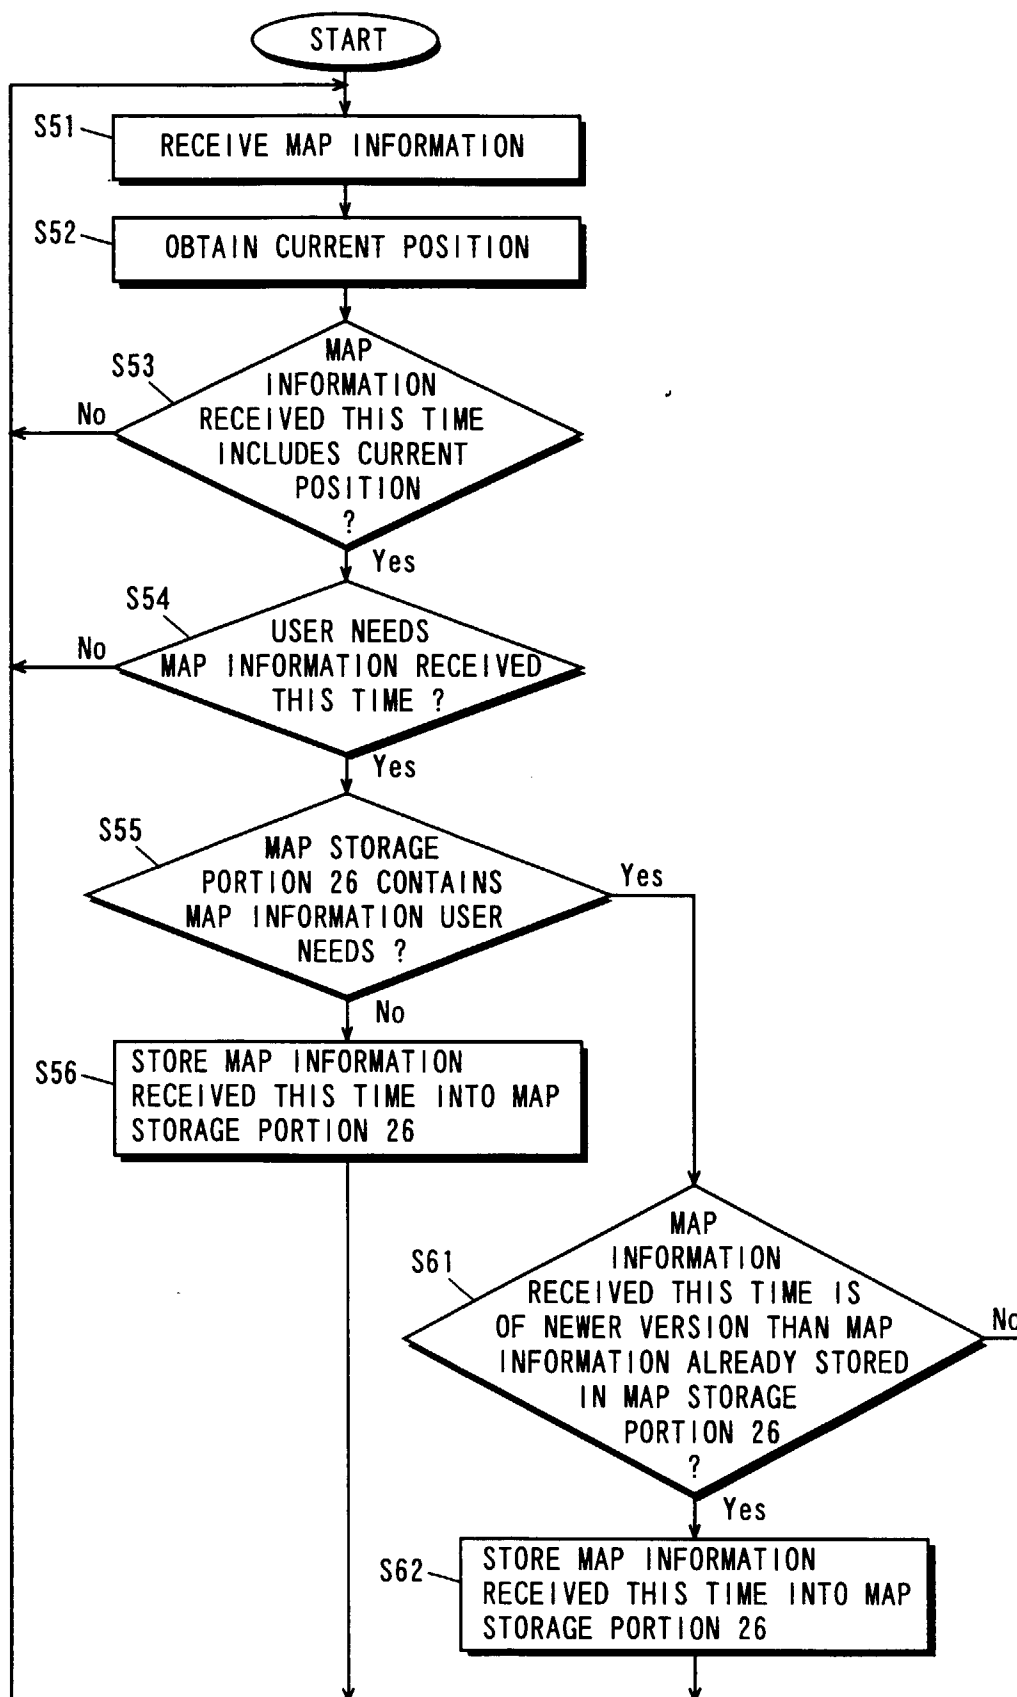 START
S51
RECEIVE MAP INFORMATION
S52
OBTAIN CURRENT POSITION
S53
MAP
INFORMATION
RECEIVED THIS TIME
INCLUDES CURRENT
POSITION
?
No
Yes
S54
USER NEEDS
MAP INFORMATION RECEIVED
THIS TIME ?
No
Yes
S55
MAP STORAGE
PORTION 26 CONTAINS
MAP INFORMATION USER
NEEDS ?
Yes
No
S56
STORE MAP INFORMATION
RECEIVED THIS TIME INTO MAP
STORAGE PORTION 26
S61
MAP
INFORMATION
RECEIVED THIS TIME IS
OF NEWER VERSION THAN MAP
INFORMATION ALREADY STORED
IN MAP STORAGE
PORTION 26
?
No
Yes
S62
STORE MAP INFORMATION
RECEIVED THIS TIME INTO MAP
STORAGE PORTION 26